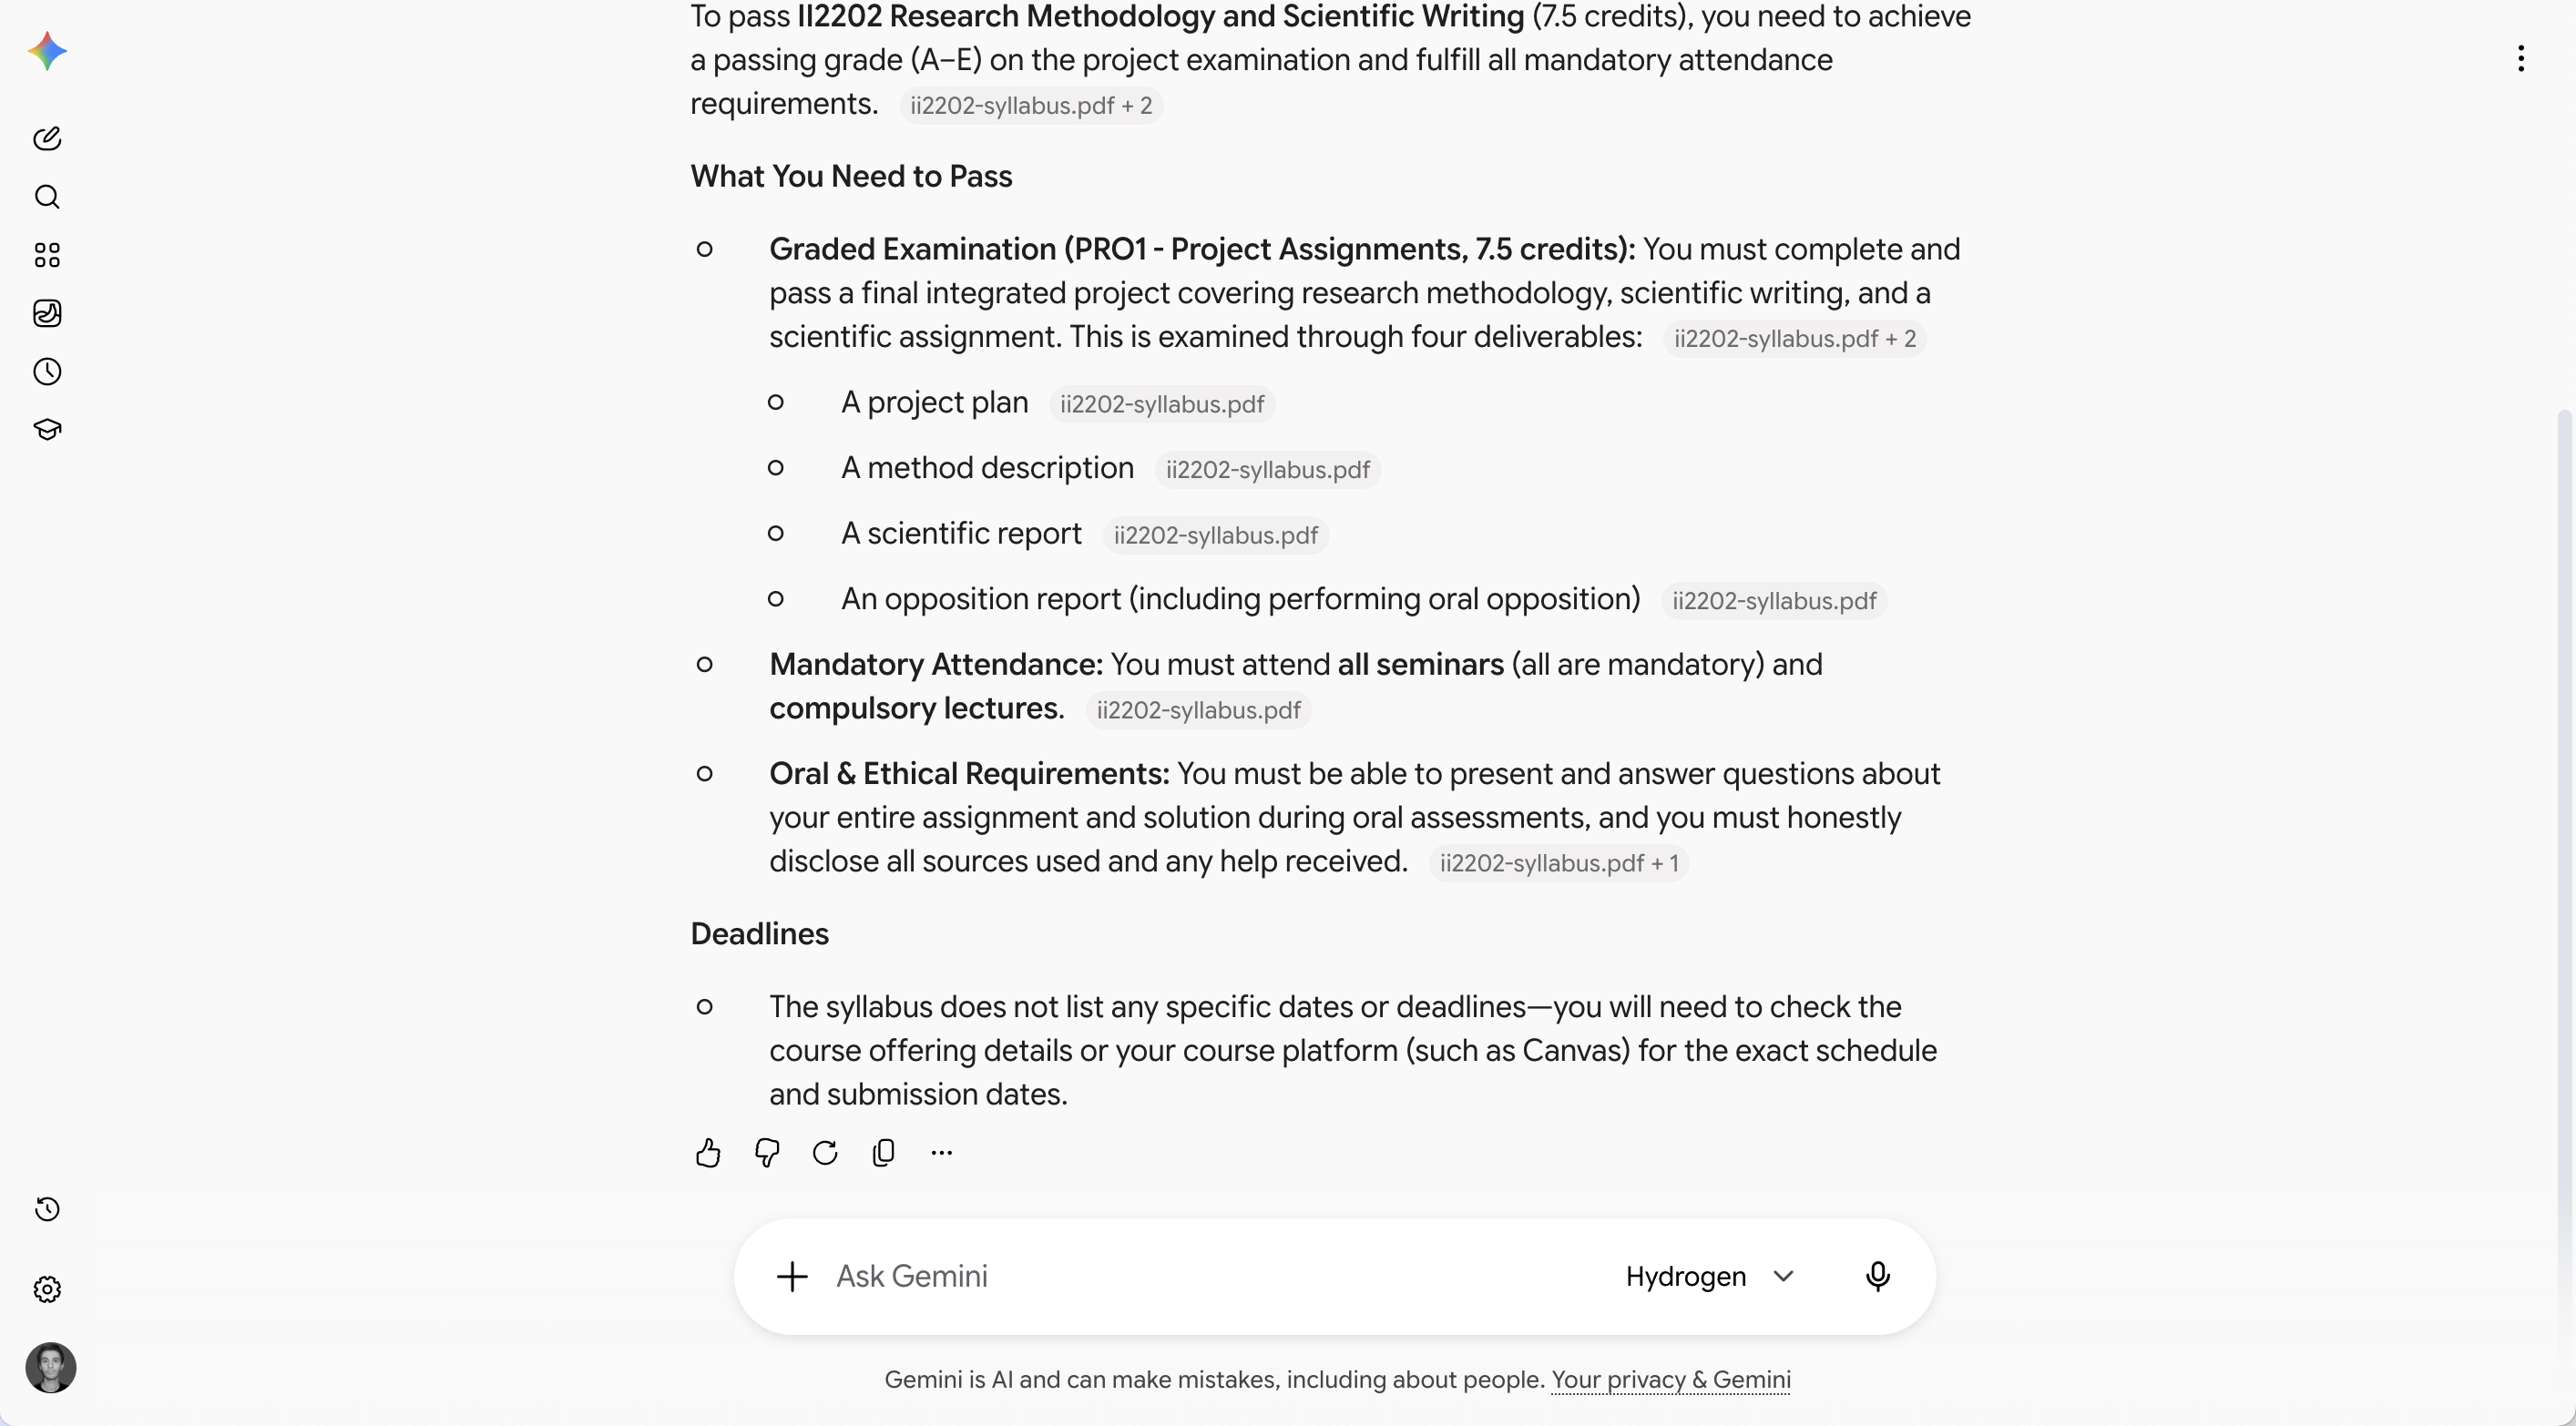 To pass II2202 Research Methodology and Scientific Writing (7.5 credits), you need to achieve
a passing grade (A–E) on the project examination and fulfill all mandatory attendance
requirements. ii2202-syllabus.pdf + 2
What You Need to Pass
Graded Examination (PRO1 - Project Assignments, 7.5 credits): You must complete and
pass a final integrated project covering research methodology, scientific writing, and a
scientific assignment. This is examined through four deliverables: ii2202-syllabus.pdf + 2
A project plan ii2202-syllabus.pdf
A method description ii2202-syllabus.pdf
A scientific report ii2202-syllabus.pdf
An opposition report (including performing oral opposition) ii2202-syllabus.pdf
Mandatory Attendance: You must attend all seminars (all are mandatory) and
compulsory lectures. ii2202-syllabus.pdf
Oral & Ethical Requirements: You must be able to present and answer questions about
your entire assignment and solution during oral assessments, and you must honestly
disclose all sources used and any help received. ii2202-syllabus.pdf + 1
Deadlines
The syllabus does not list any specific dates or deadlines—you will need to check the
course offering details or your course platform (such as Canvas) for the exact schedule
and submission dates.
Ask Gemini
Hydrogen
Gemini is AI and can make mistakes, including about people. Your privacy & Gemini